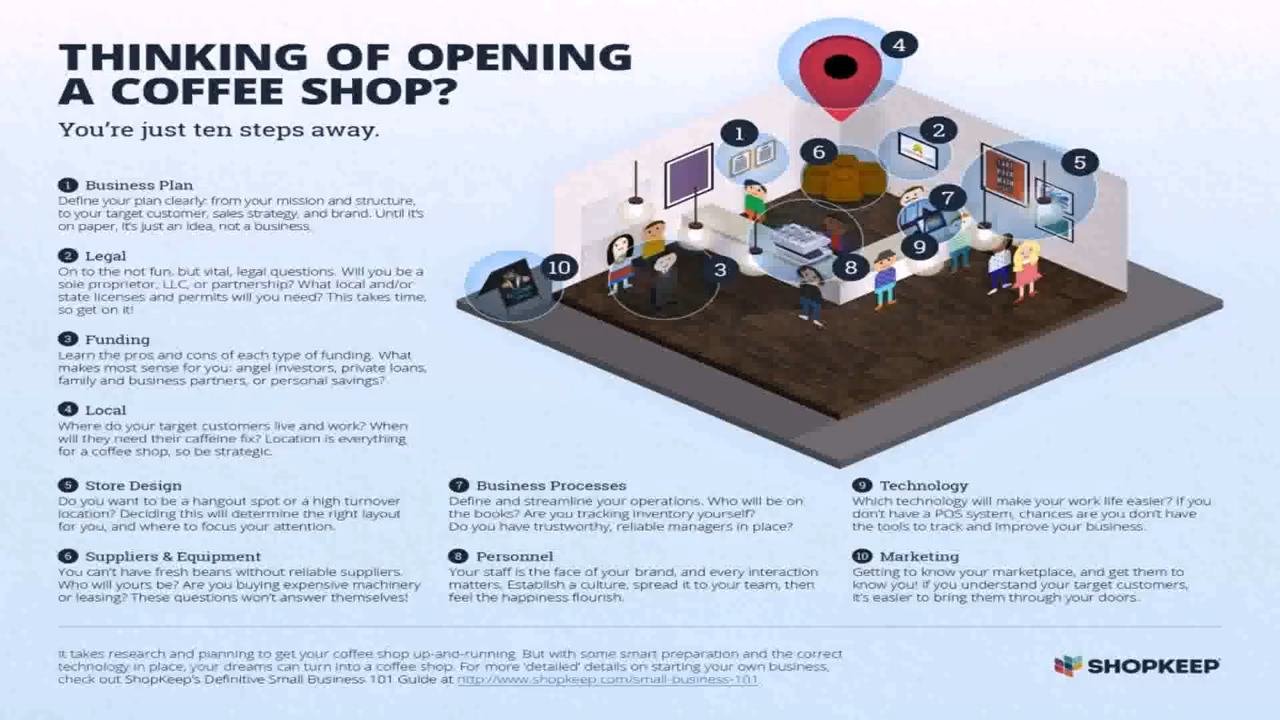 THINKING OF OPENING
A COFFEE SHOP?
You're just ten steps away.
1 Business Plan
Define your plan clearly: from your mission and structure,
to your target customer, sales strategy, and brand. Until it's
on paper, it's just an idea, not a business.
2 Legal
On to the not fun, but vital, legal questions. Will you be a
sole proprietor, LLC, or partnership? What local and/or
state licenses and permits will you need? This takes time,
so get on it!
3 Funding
Learn the pros and cons of each type of funding. What
makes most sense for you: angel investors, private loans,
family and business partners, or personal savings?
4 Local
Where do your target customers live and work? When
will they need their caffeine fix? Location is everything
for a coffee shop, so be strategic.
5 Store Design
Do you want to be a hangout spot or a high turnover
location? Deciding this will determine the right layout
for you, and where to focus your attention.
6 Suppliers & Equipment
You can't have fresh beans without reliable suppliers.
Who will yours be? Are you buying expensive machinery
or leasing? These questions won't answer themselves!
7 Business Processes
Define and streamline your operations. Who will be on
the books? Are you tracking inventory yourself?
Do you have trustworthy, reliable managers in place?
8 Personnel
Your staff is the face of your brand, and every interaction
matters. Establish a culture, spread it to your team, then
feel the happiness flourish.
9 Technology
Which technology will make your work life easier? If you
don't have a POS system, chances are you don't have
the tools to track and improve your business.
10 Marketing
Getting to know your marketplace, and get them to
know you! If you understand your target customers,
it's easier to bring them through your doors.
4
1
2
6
5
7
9
10
3
8
It takes research and planning to get your coffee shop up-and-running. But with some smart preparation and the correct
technology in place, your dreams can turn into a coffee shop. For more 'detailed' details on starting your own business,
check out ShopKeep's Definitive Small Business 101 Guide at http://www.shopkeep.com/small-business-101
SHOPKEEP